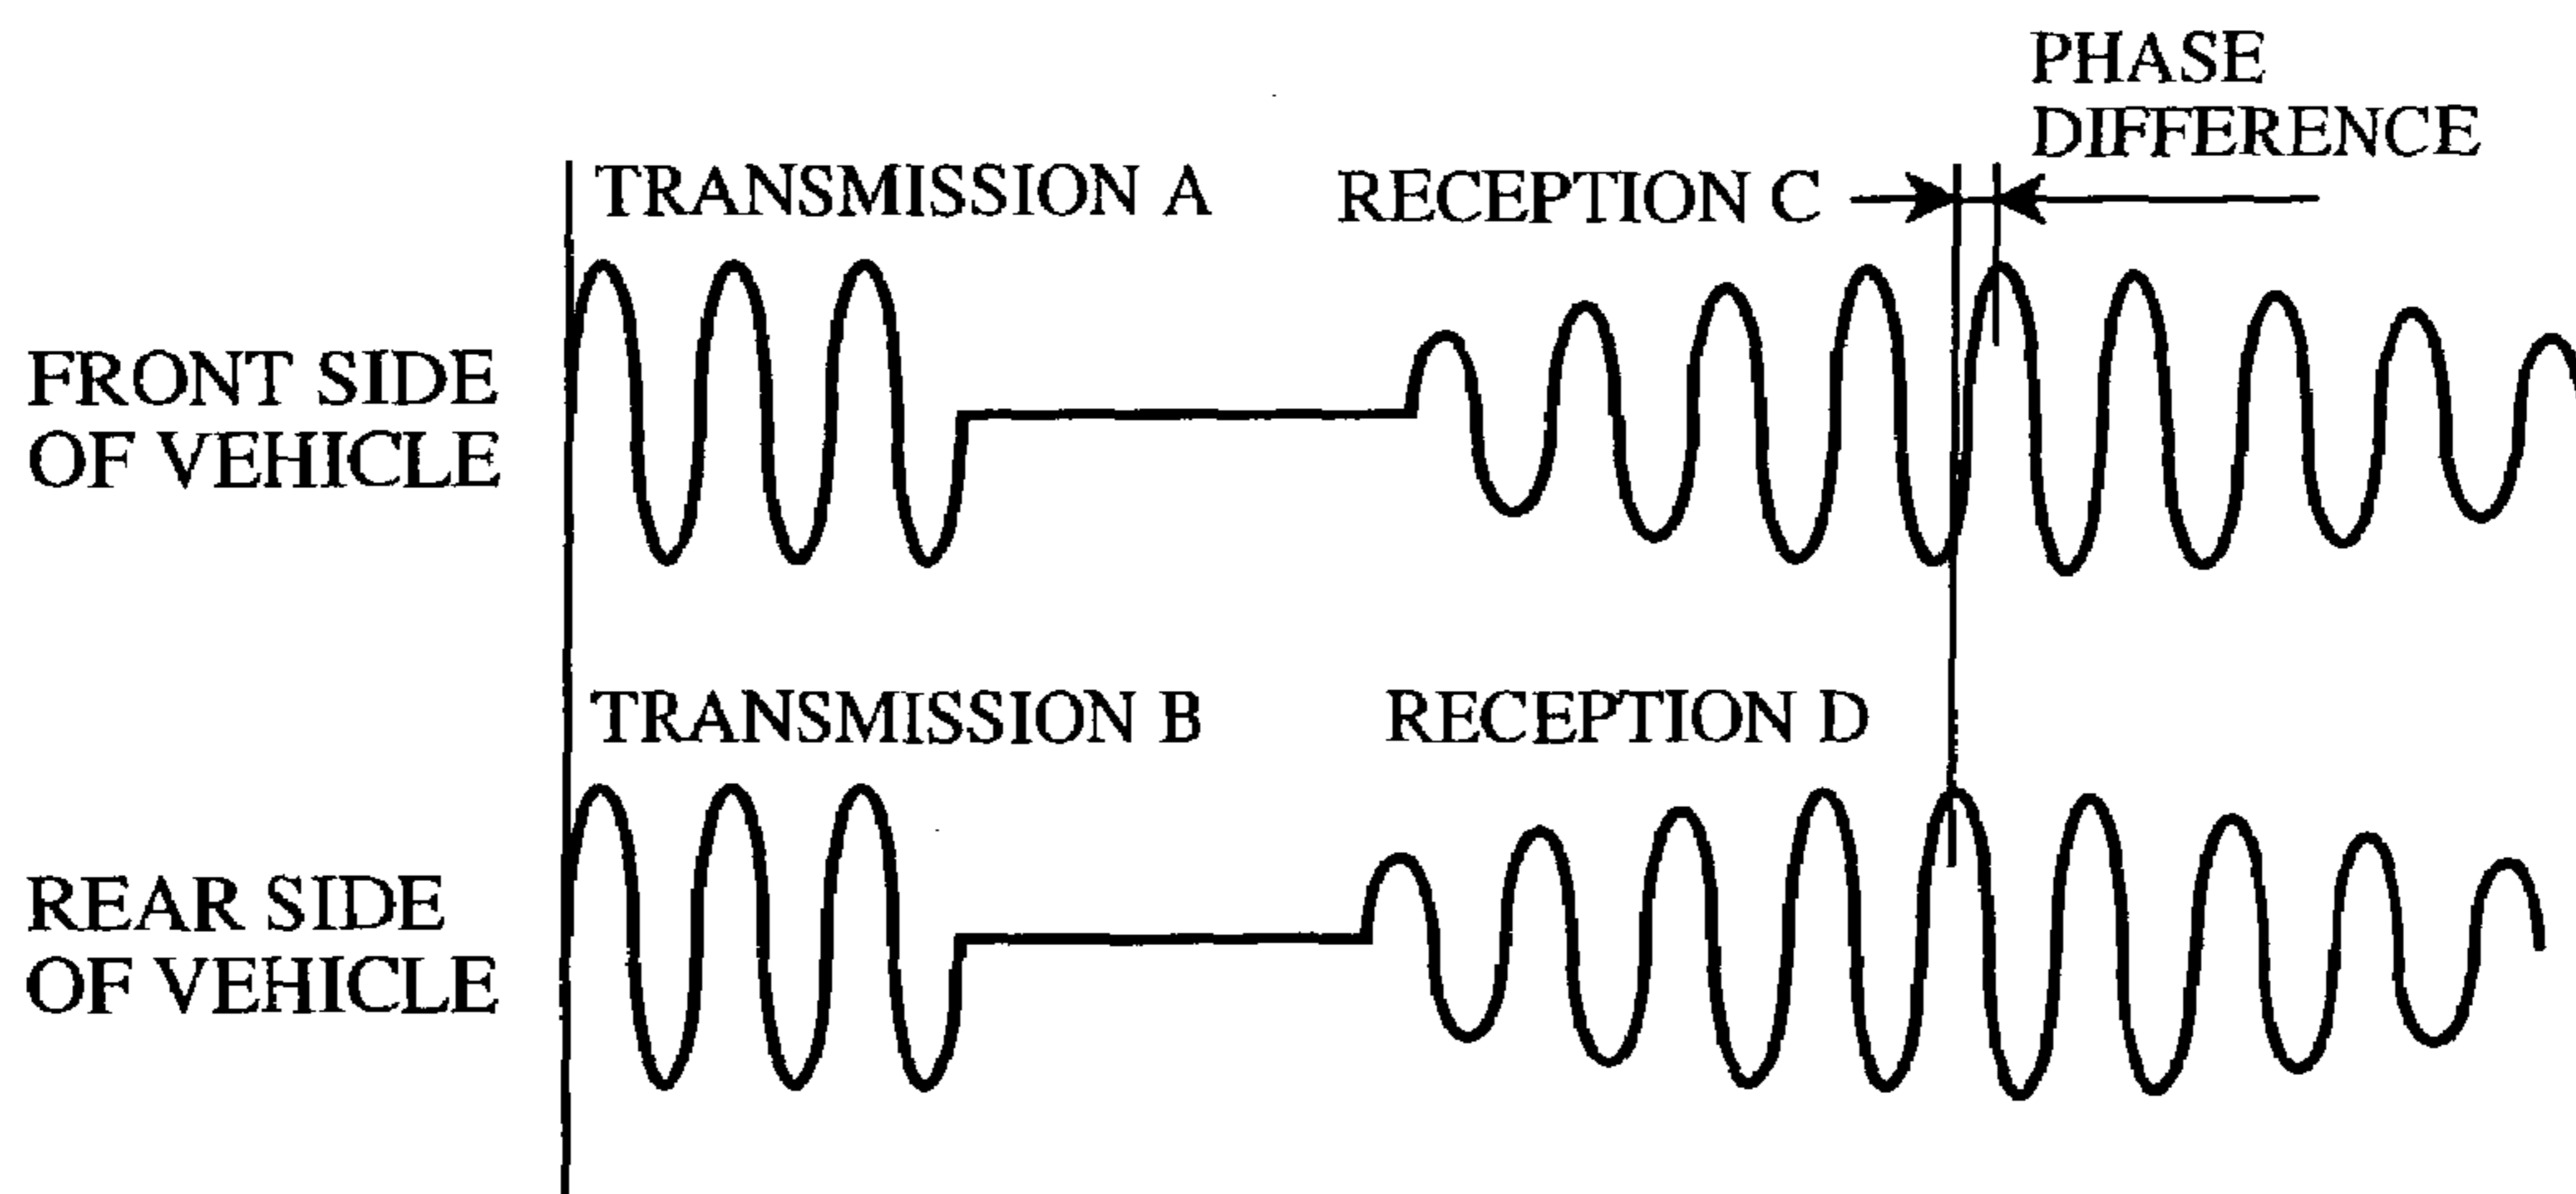 PHASE
DIFFERENCE
TRANSMISSION A
RECEPTION C
FRONT SIDE
OF VEHICLE
TRANSMISSION B
RECEPTION D
REAR SIDE
OF VEHICLE